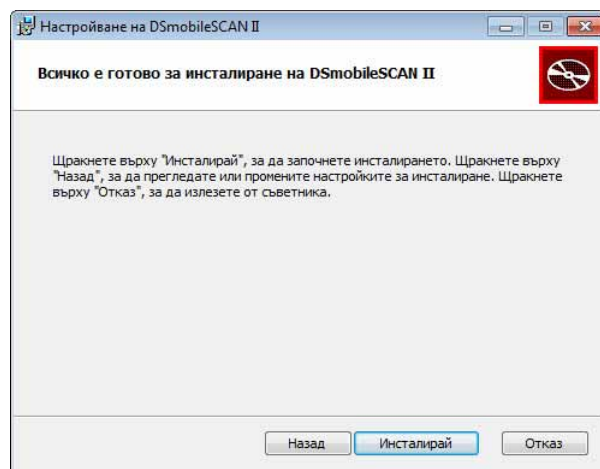 Настройване на DSmobileSCAN II
Всичко е готово за инсталиране на DSmobileSCAN II
Щракнете върху "Инсталирай", за да започнете инсталирането. Щракнете върху
"Назад", за да прегледате или промените настройките за инсталиране. Щракнете
върху "Отказ", за да излезете от съветника.
Назад
Инсталирай
Отказ